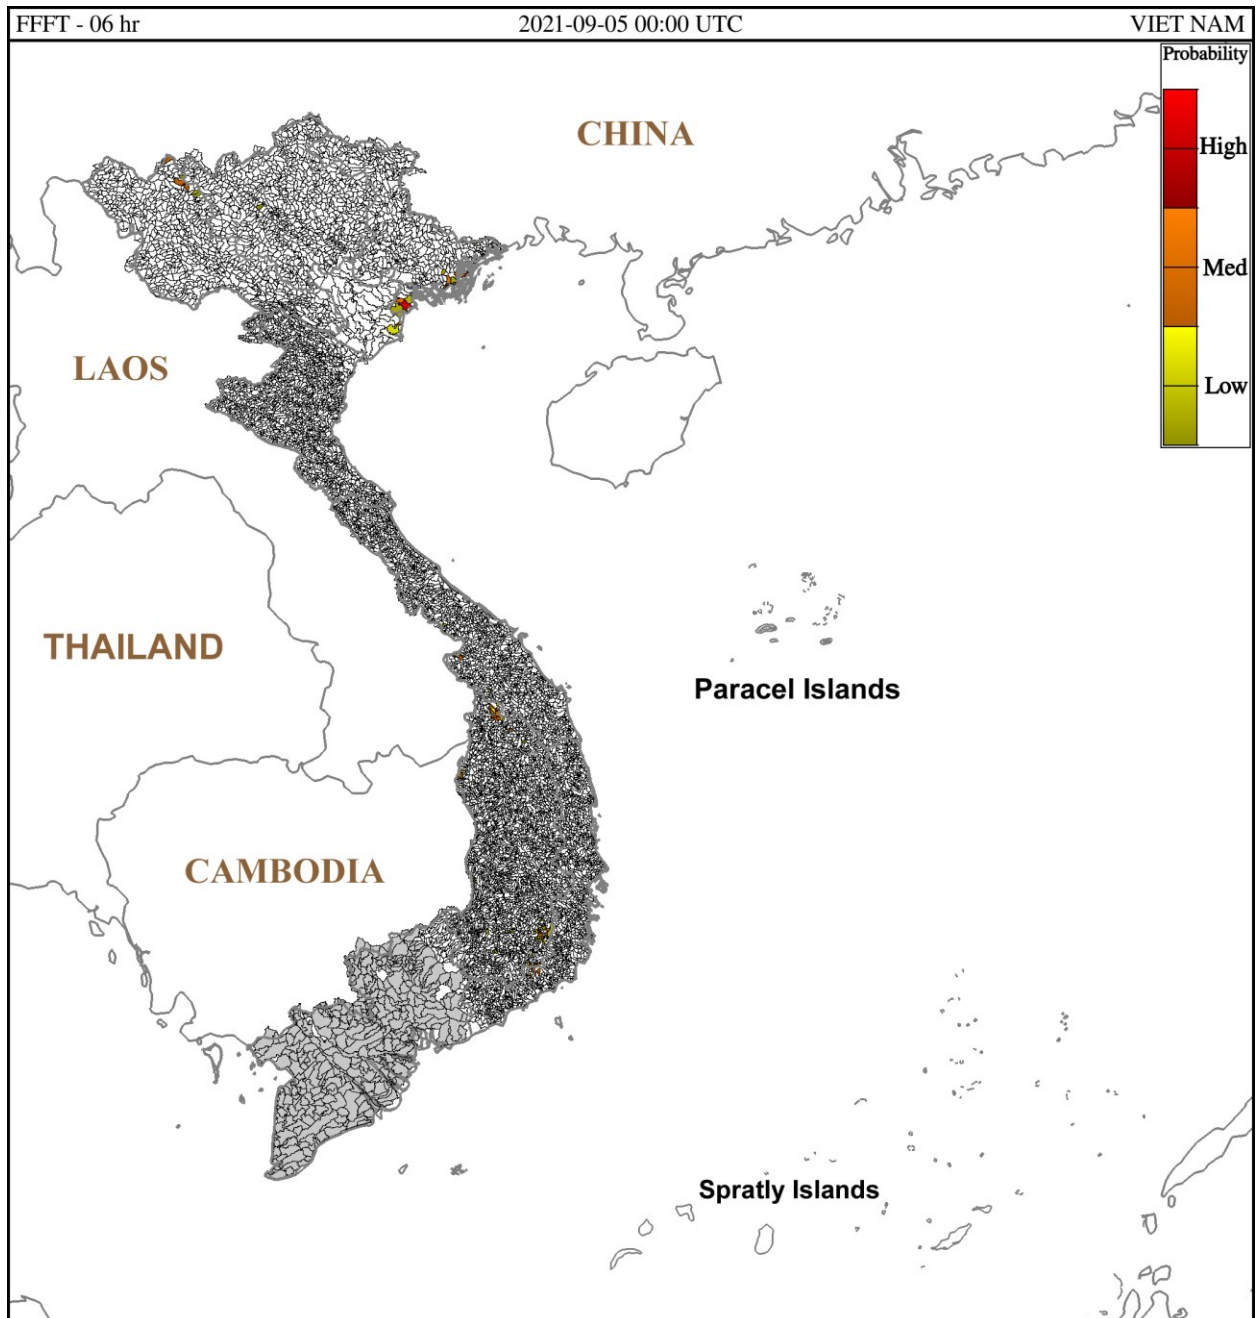 FFFT - 06 hr 2021-09-05 00:00 UTC VIET NAM
Probability
CHINA
High
Med
LAOS
Low
THAILAND
Paracel Islands
CAMBODIA
Spratly Islands